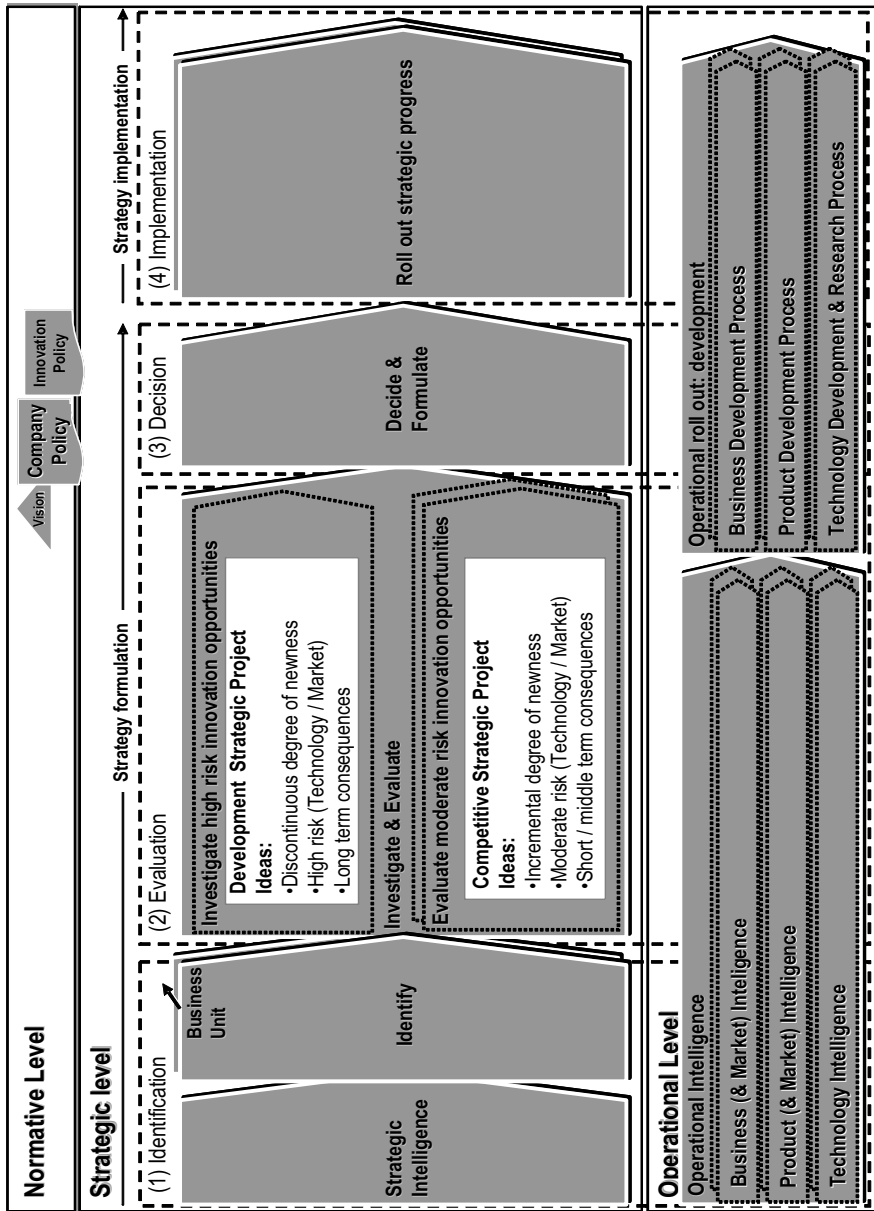 Normative Level
Vision
Company
Policy
Innovation
Policy
Strategic level
Strategy formulation
Strategy implementation
(1) Identification
Strategic
Intelligence
Business
Unit
Identify
(2) Evaluation
Investigate high risk innovation opportunities
Development Strategic Project
Ideas:
•Discontinuous degree of newness
•High risk (Technology / Market)
•Long term consequences
Investigate & Evaluate
Evaluate moderate risk innovation opportunities
Competitive Strategic Project
Ideas:
•Incremental degree of newness
•Moderate risk (Technology / Market)
•Short / middle term consequences
(3) Decision
Decide &
Formulate
(4) Implementation
Roll out strategic progress
Operational Level
Operational Intelligence
Business (& Market) Inteligence
Product (& Market) Intelligence
Technology Intelligence
Operational roll out: development
Business Development Process
Product Development Process
Technology Development & Research Process